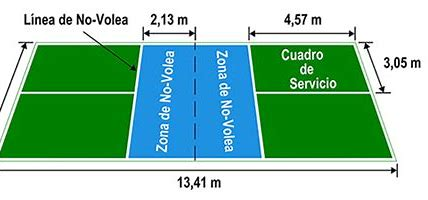 Línea de No-Volea
2,13 m
4,57 m
Zona de No-Volea
Zona de No-Volea
Cuadro
de
Servicio
3,05 m
13,41 m